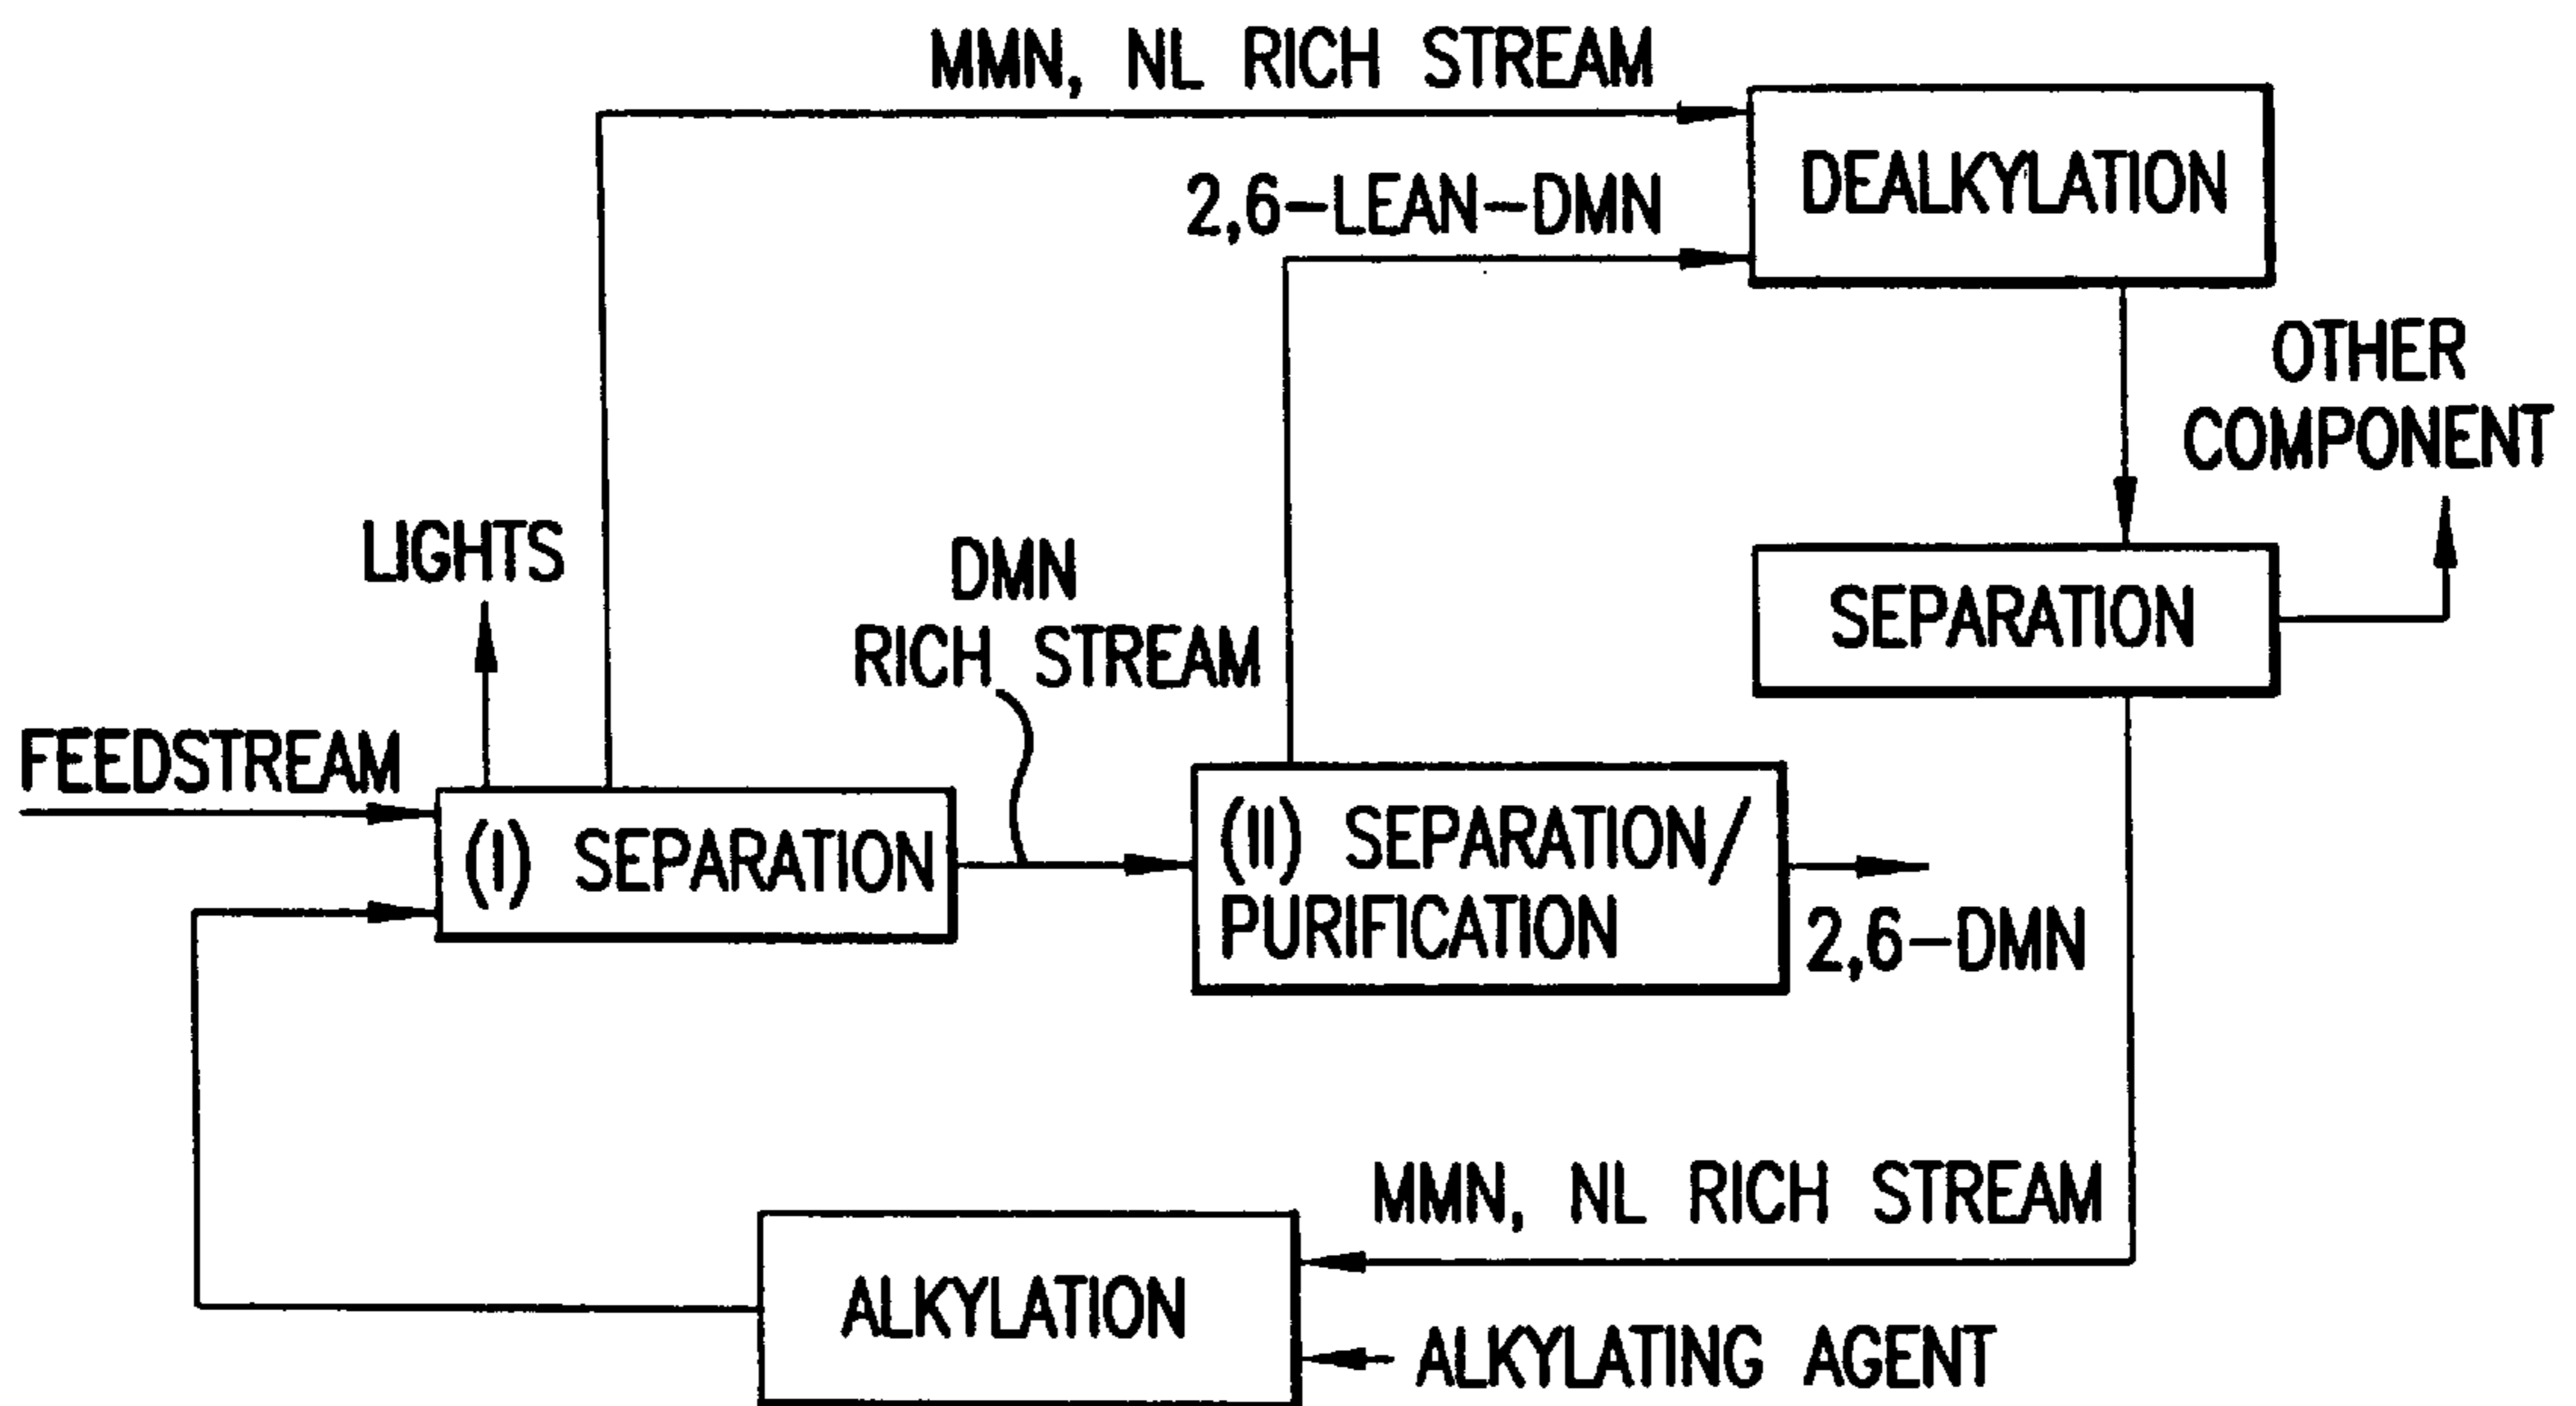 MMN, NL RICH STREAM
DEALKYLATION
2,6-LEAN-DMN
OTHER
COMPONENT
LIGHTS
DMN
RICH STREAM
SEPARATION
FEEDSTREAM
(I) SEPARATION
(II) SEPARATION/
PURIFICATION
2,6-DMN
MMN, NL RICH STREAM
ALKYLATION
ALKYLATING AGENT